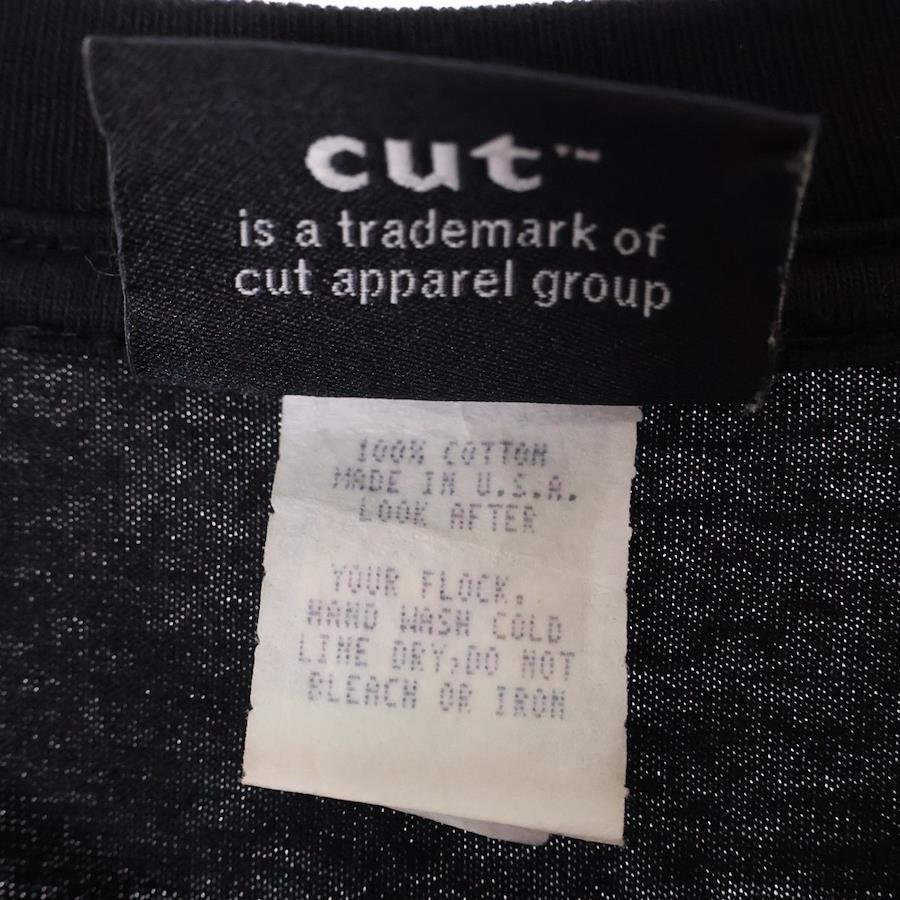 cut™
is a trademark of
cut apparel group
100% COTTON
MADE IN U.S.A.
LOOK AFTER
YOUR FLOCK.
HAND WASH COLD
LINE DRY,DO NOT
BLEACH OR IRON